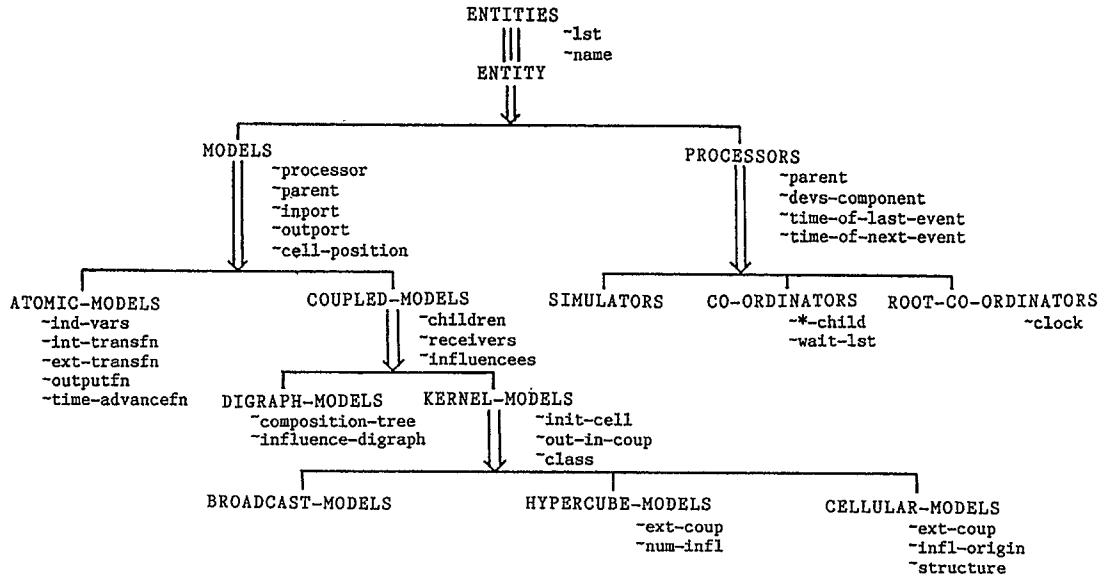 ENTITIES
~lst
~name
ENTITY
MODELS
~processor
~parent
~inport
~outport
~cell-position
PROCESSORS
~parent
~devs-component
~time-of-last-event
~time-of-next-event
ATOMIC-MODELS
~ind-vars
~int-transfn
~ext-transfn
~outputfn
~time-advancefn
COUPLED-MODELS
~children
~receivers
~influencees
SIMULATORS
CO-ORDINATORS
~*-child
~wait-lst
ROOT-CO-ORDINATORS
~clock
DIGRAPH-MODELS
~composition-tree
~influence-digraph
KERNEL-MODELS
~init-cell
~out-in-coup
~class
BROADCAST-MODELS
HYPERCUBE-MODELS
~ext-coup
~num-infl
CELLULAR-MODELS
~ext-coup
~infl-origin
~structure